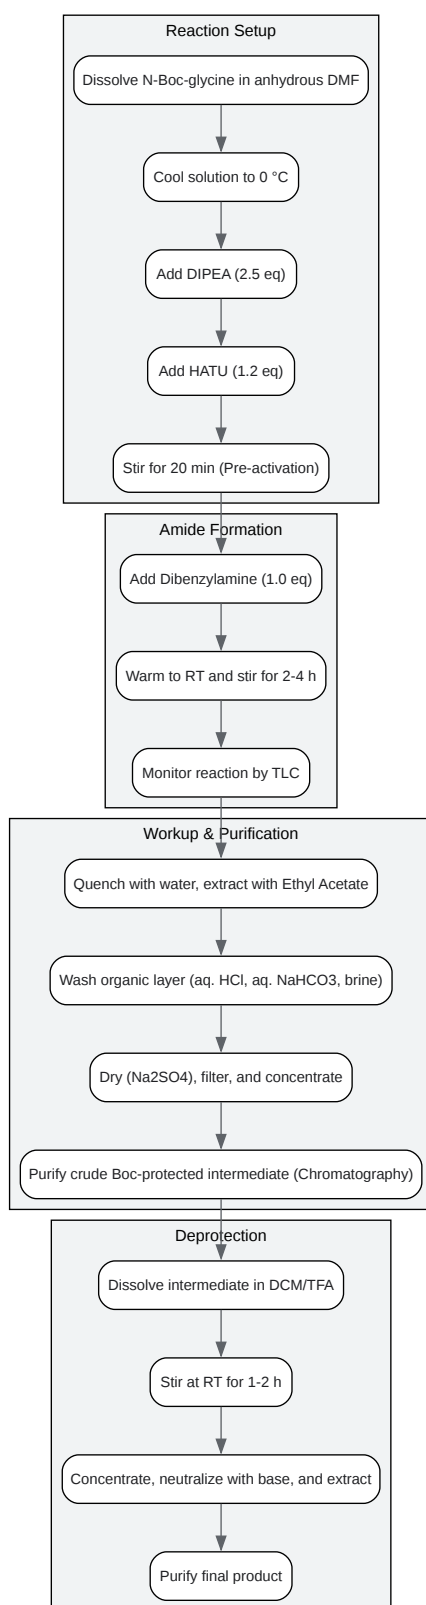 Reaction Setup
Dissolve N-Boc-glycine in anhydrous DMF
Cool solution to 0 °C
Add DIPEA (2.5 eq)
Add HATU (1.2 eq)
Stir for 20 min (Pre-activation)
Amide Formation
Add Dibenzylamine (1.0 eq)
Warm to RT and stir for 2-4 h
Monitor reaction by TLC
Workup & Purification
Quench with water, extract with Ethyl Acetate
Wash organic layer (aq. HCl, aq. NaHCO3, brine)
Dry (Na2SO4), filter, and concentrate
Purify crude Boc-protected intermediate (Chromatography)
Deprotection
Dissolve intermediate in DCM/TFA
Stir at RT for 1-2 h
Concentrate, neutralize with base, and extract
Purify final product